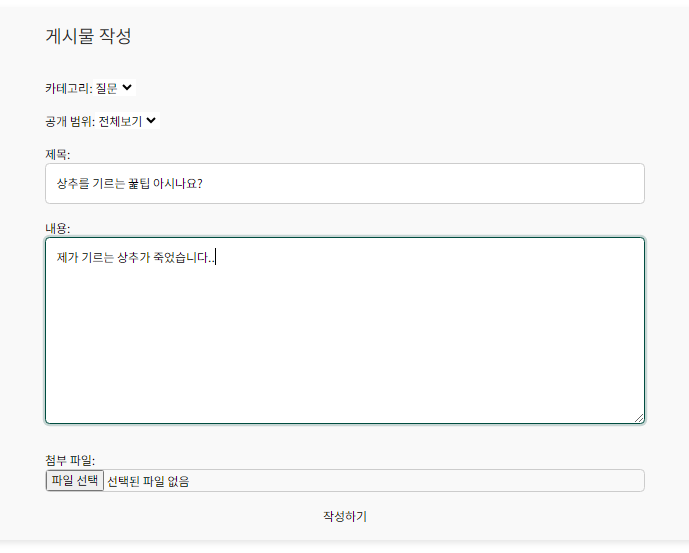 게시물 작성
카테고리: 질문
공개 범위: 전체보기
제목:
상추를 기르는 꿀팁 아시나요?
내용:
제가 기르는 상추가 죽었습니다..
첨부 파일:
파일 선택 선택된 파일 없음
작성하기